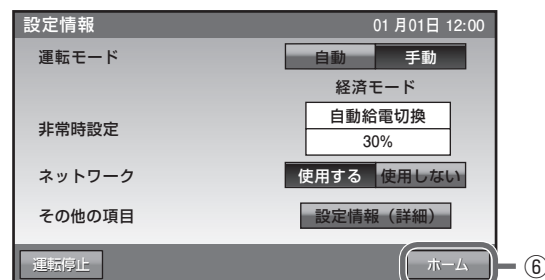 設定情報 01月01日 12:00
運転モード 自動 手動
経済モード
非常時設定 自動給電切換
30%
ネットワーク 使用する 使用しない
その他の項目 設定情報（詳細）
運転停止 ホーム ⑥